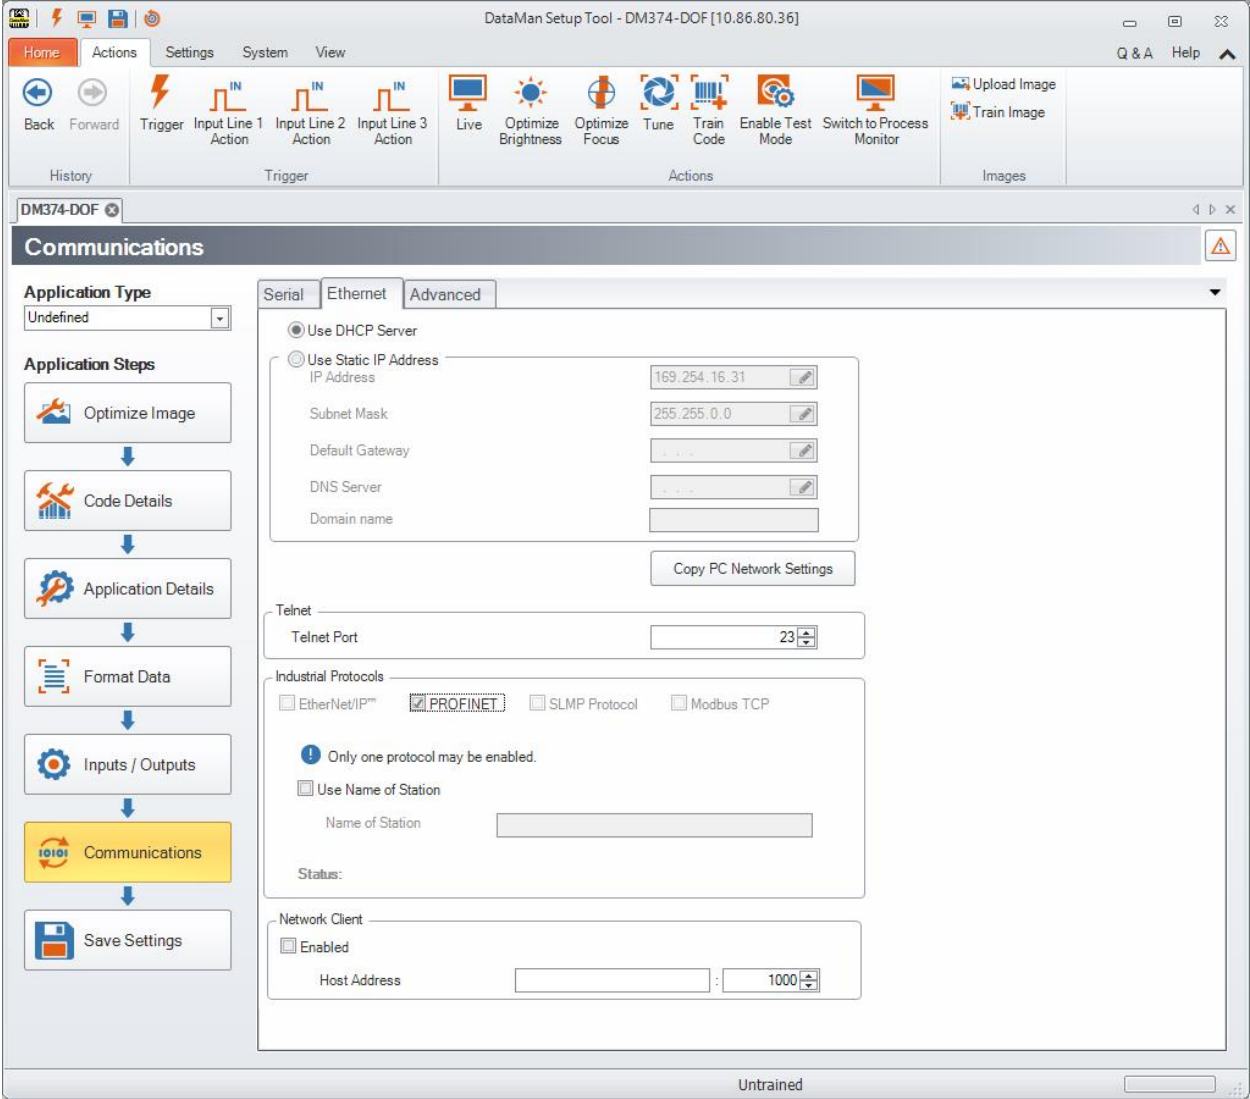 DataMan Setup Tool - DM374-DOF [10.86.80.36]
Home Actions Settings System View Q & A Help
Back Forward Trigger Input Line 1 Action Input Line 2 Action Input Line 3 Action Live Optimize Brightness Optimize Focus Tune Train Code Enable Test Mode Switch to Process Monitor Upload Image
Train Image
History Trigger Actions Images
DM374-DOF
Communications
Application Type
Undefined
Application Steps
Optimize Image
Code Details
Application Details
Format Data
Inputs / Outputs
Communications
Save Settings
Serial Ethernet Advanced
Use DHCP Server
Use Static IP Address
IP Address 169.254.16.31
Subnet Mask 255.255.0.0
Default Gateway . . .
DNS Server . . .
Domain name
Copy PC Network Settings
Telnet
Telnet Port 23
Industrial Protocols
EtherNet/IP™ PROFINET SLMP Protocol Modbus TCP
Only one protocol may be enabled.
Use Name of Station
Name of Station
Status:
Network Client
Enabled
Host Address : 1000
Untrained